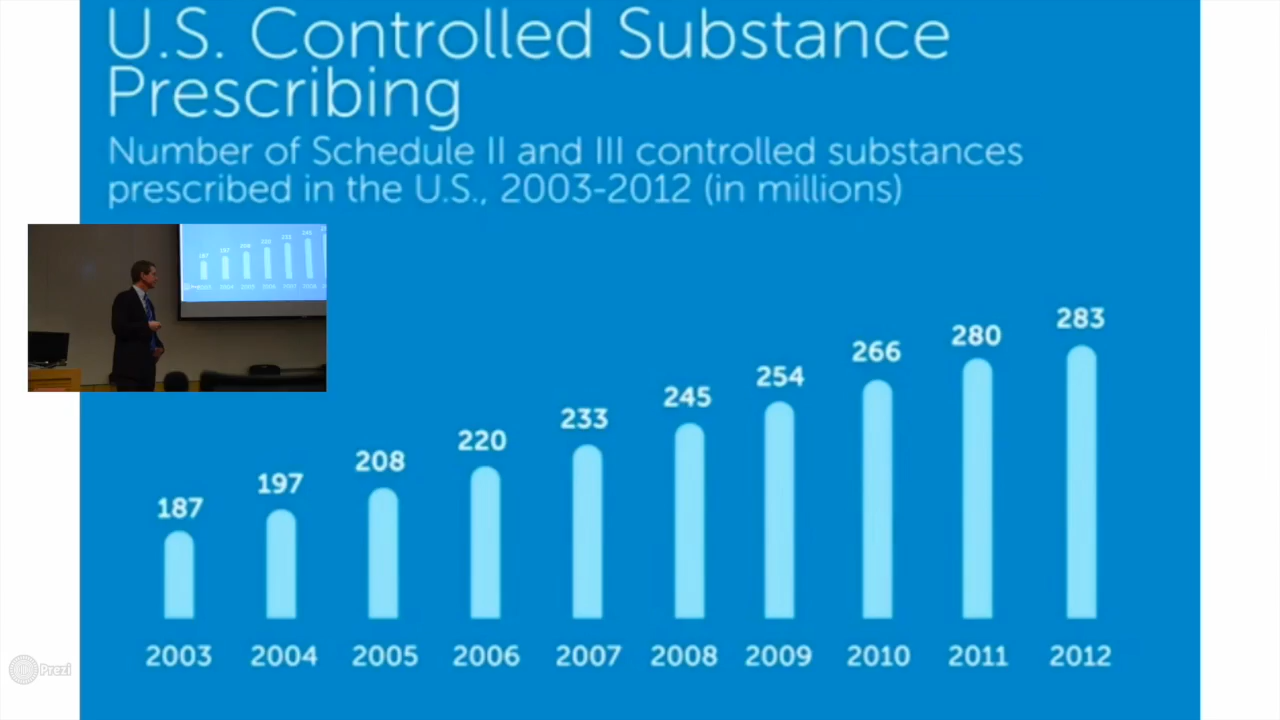 U.S. Controlled Substance
Prescribing
Number of Schedule II and III controlled substances
prescribed in the U.S., 2003-2012 (in millions)
187 197 208 220 233 245 254 266 280 283
2003 2004 2005 2006 2007 2008 2009 2010 2011 2012
Prezi